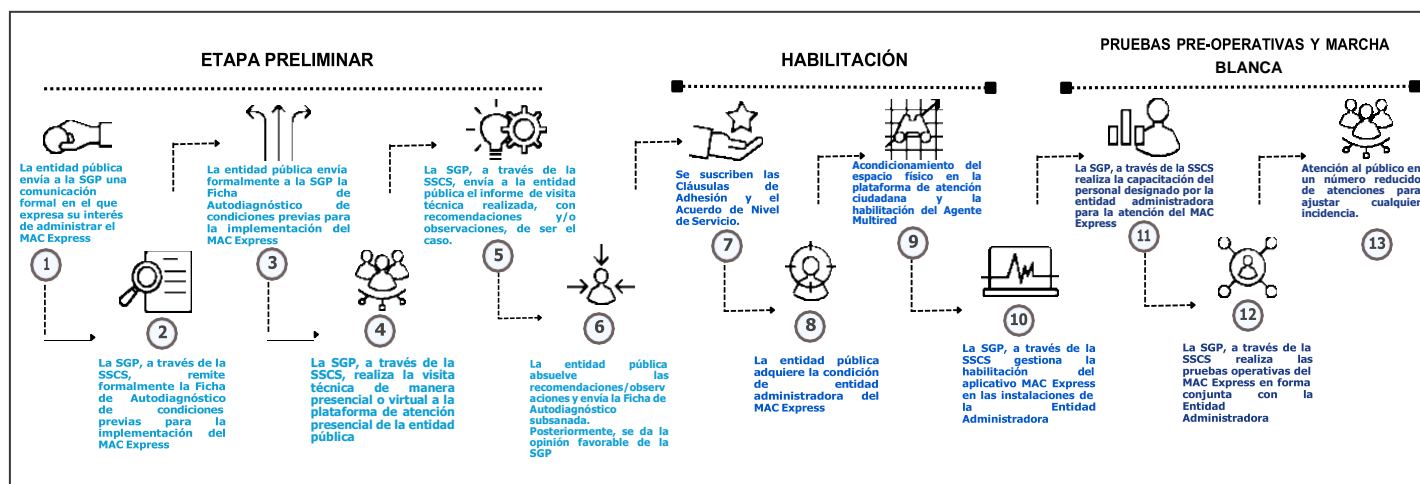 ETAPA PRELIMINAR
HABILITACIÓN
PRUEBAS PRE-OPERATIVAS Y MARCHA
BLANCA
La entidad pública
envía a la SGP una
comunicación
formal en el que
expresa su interés
de administrar el
MAC Express
1
2
La SGP, a través de la
SSCS, remite
formalmente la Ficha
de Autodiagnóstico
de condiciones
previas para la
implementación del
MAC Express
La entidad pública envía
formalmente a la SGP la
Ficha de
Autodiagnóstico de
condiciones previas para
la implementación del
MAC Express
3
4
La SGP, a través de la
SSCS, realiza la visita
técnica de manera
presencial o virtual a la
plataforma de atención
presencial de la entidad
pública
La SGP, a través de la
SSCS, envía a la entidad
pública el informe de visita
técnica realizada, con
recomendaciones y/o
observaciones, de ser el
caso.
5
6
La entidad pública
absuelve las
recomendaciones/observ
aciones y envía la Ficha de
Autodiagnóstico
subsanada.
Posteriormente, se da la
opinión favorable de la
SGP
Se suscriben las
Cláusulas de
Adhesión y el
Acuerdo de Nivel
de Servicio.
7
8
La entidad pública
adquiere la condición
de entidad
administradora del
MAC Express
Acondicionamiento del
espacio físico en la
plataforma de atención
ciudadana y la
habilitación del Agente
Multired
9
10
La SGP, a través de la
SSCS gestiona la
habilitación del
aplicativo MAC Express
en las instalaciones de
la Entidad
Administradora
La SGP, a través de la SSCS
realiza la capacitación del
personal designado por la
entidad administradora
para la atención del MAC
Express
11
12
La SGP, a través de la
SSCS realiza las
pruebas operativas del
MAC Express en forma
conjunta con la
Entidad
Administradora
Atención al público en
un número reducido
de atenciones para
ajustar cualquier
incidencia.
13